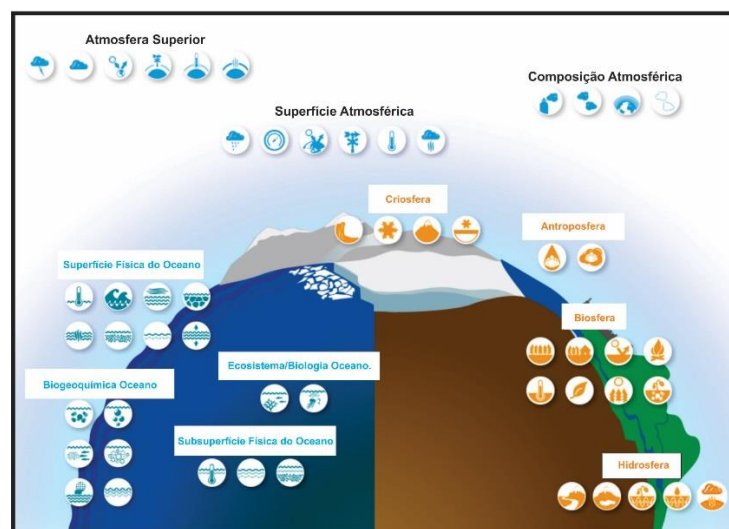 Atmosfera Superior
Composição Atmosférica
Superfície Atmosférica
Criosfera
Antroposfera
Superfície Física do Oceano
Biosfera
Ecosistema/Biologia Oceano.
Biogeoquímica Oceano
Subsuperfície Física do Oceano
Hidrosfera